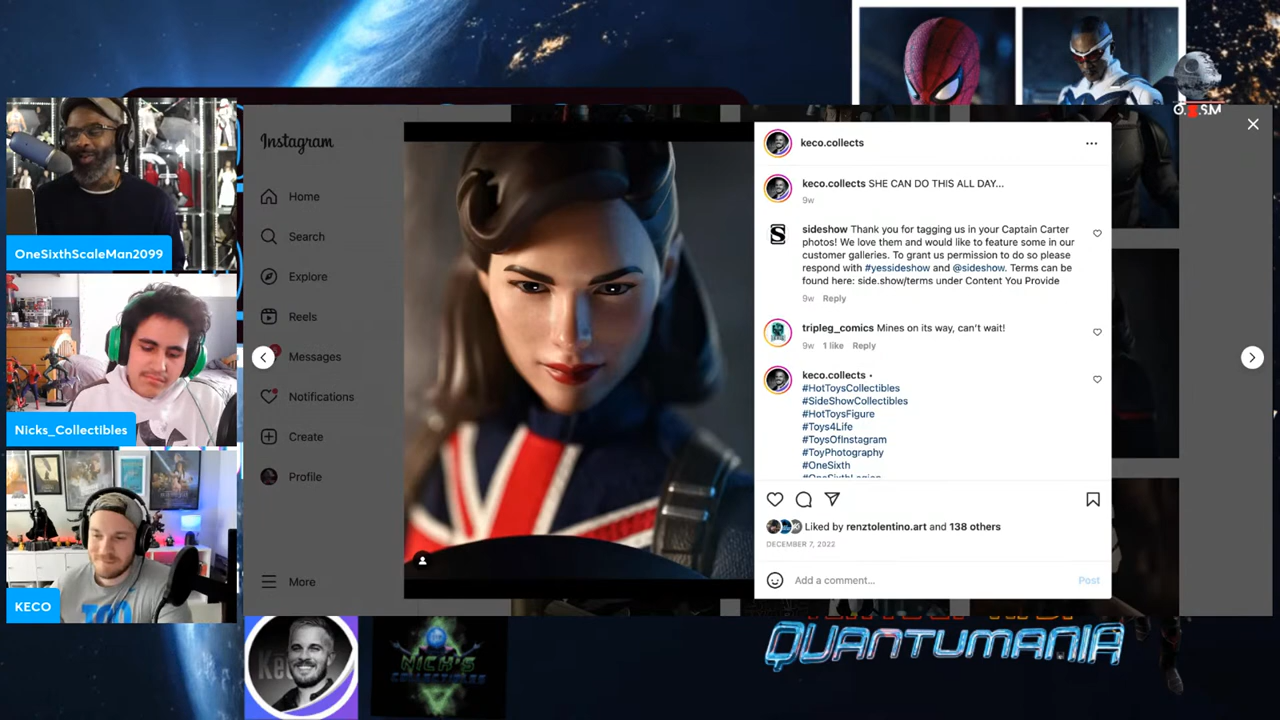 O.S.M
Instagram
Home
Search
Explore
Reels
Messages
Notifications
Create
Profile
More
OneSixthScaleMan2099
Nicks_Collectibles
KECO
keco.collects
keco.collects SHE CAN DO THIS ALL DAY...
9w
sideshow Thank you for tagging us in your Captain Carter
photos! We love them and would like to feature some in our
customer galleries. To grant us permission to do so please
respond with #yessideshow and @sideshow. Terms can be
found here: side.show/terms under Content You Provide
9w Reply
tripleg_comics Mines on its way, can't wait!
9w 1 like Reply
keco.collects •
#HotToysCollectibles
#SideShowCollectibles
#HotToysFigure
#Toys4Life
#ToysOfInstagram
#ToyPhotography
#OneSixth
#OneSixthLegion
Liked by renztolentino.art and 138 others
DECEMBER 7, 2022
Add a comment...
Post
NICK'S
COLLECTIBLES
QUANTUMANIA